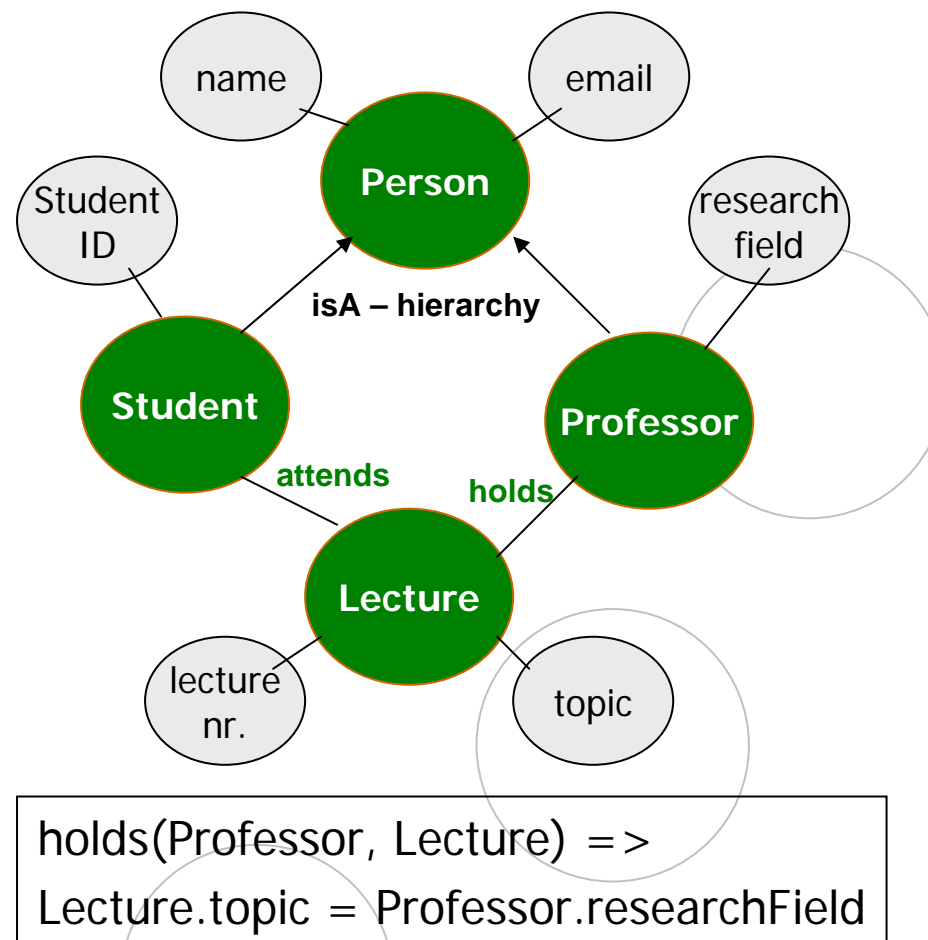 name
email
Person
Student
ID
research
field
isA – hierarchy
Student
Professor
attends
holds
Lecture
lecture
nr.
topic
holds(Professor, Lecture) =>
Lecture.topic = Professor.researchField